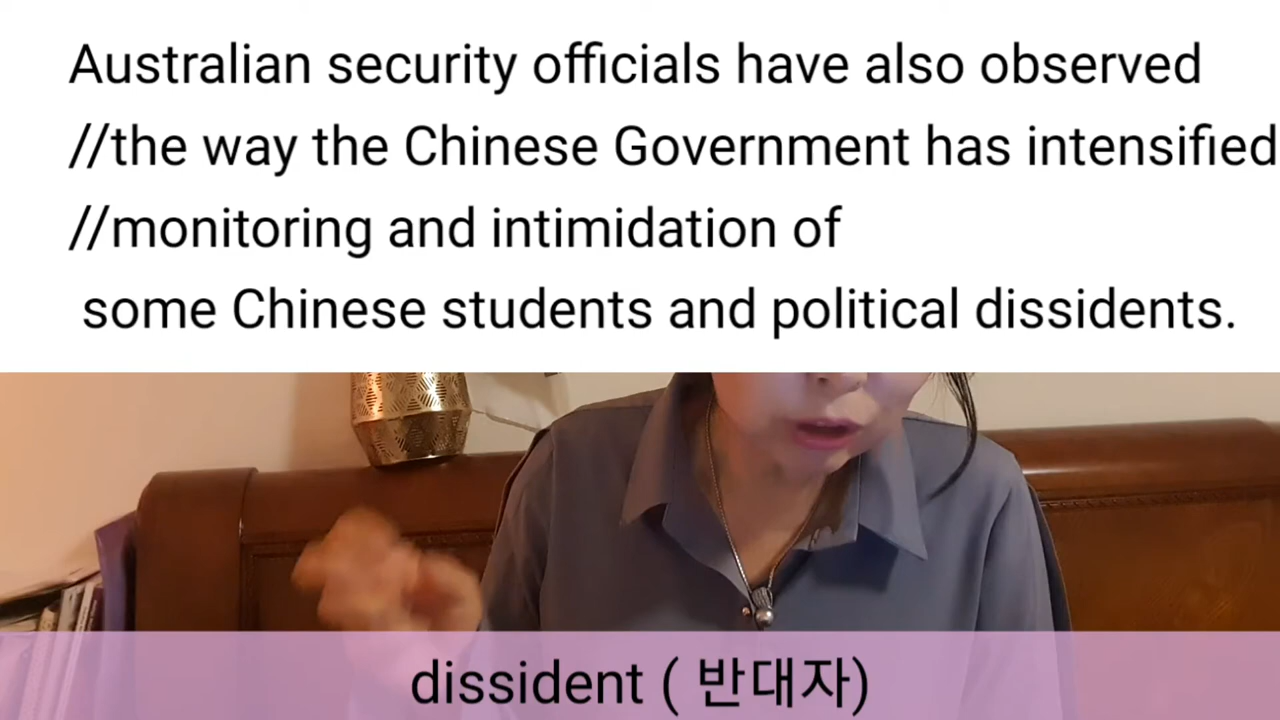 Australian security officials have also observed
//the way the Chinese Government has intensified
//monitoring and intimidation of
some Chinese students and political dissidents.
dissident ( 반대자)